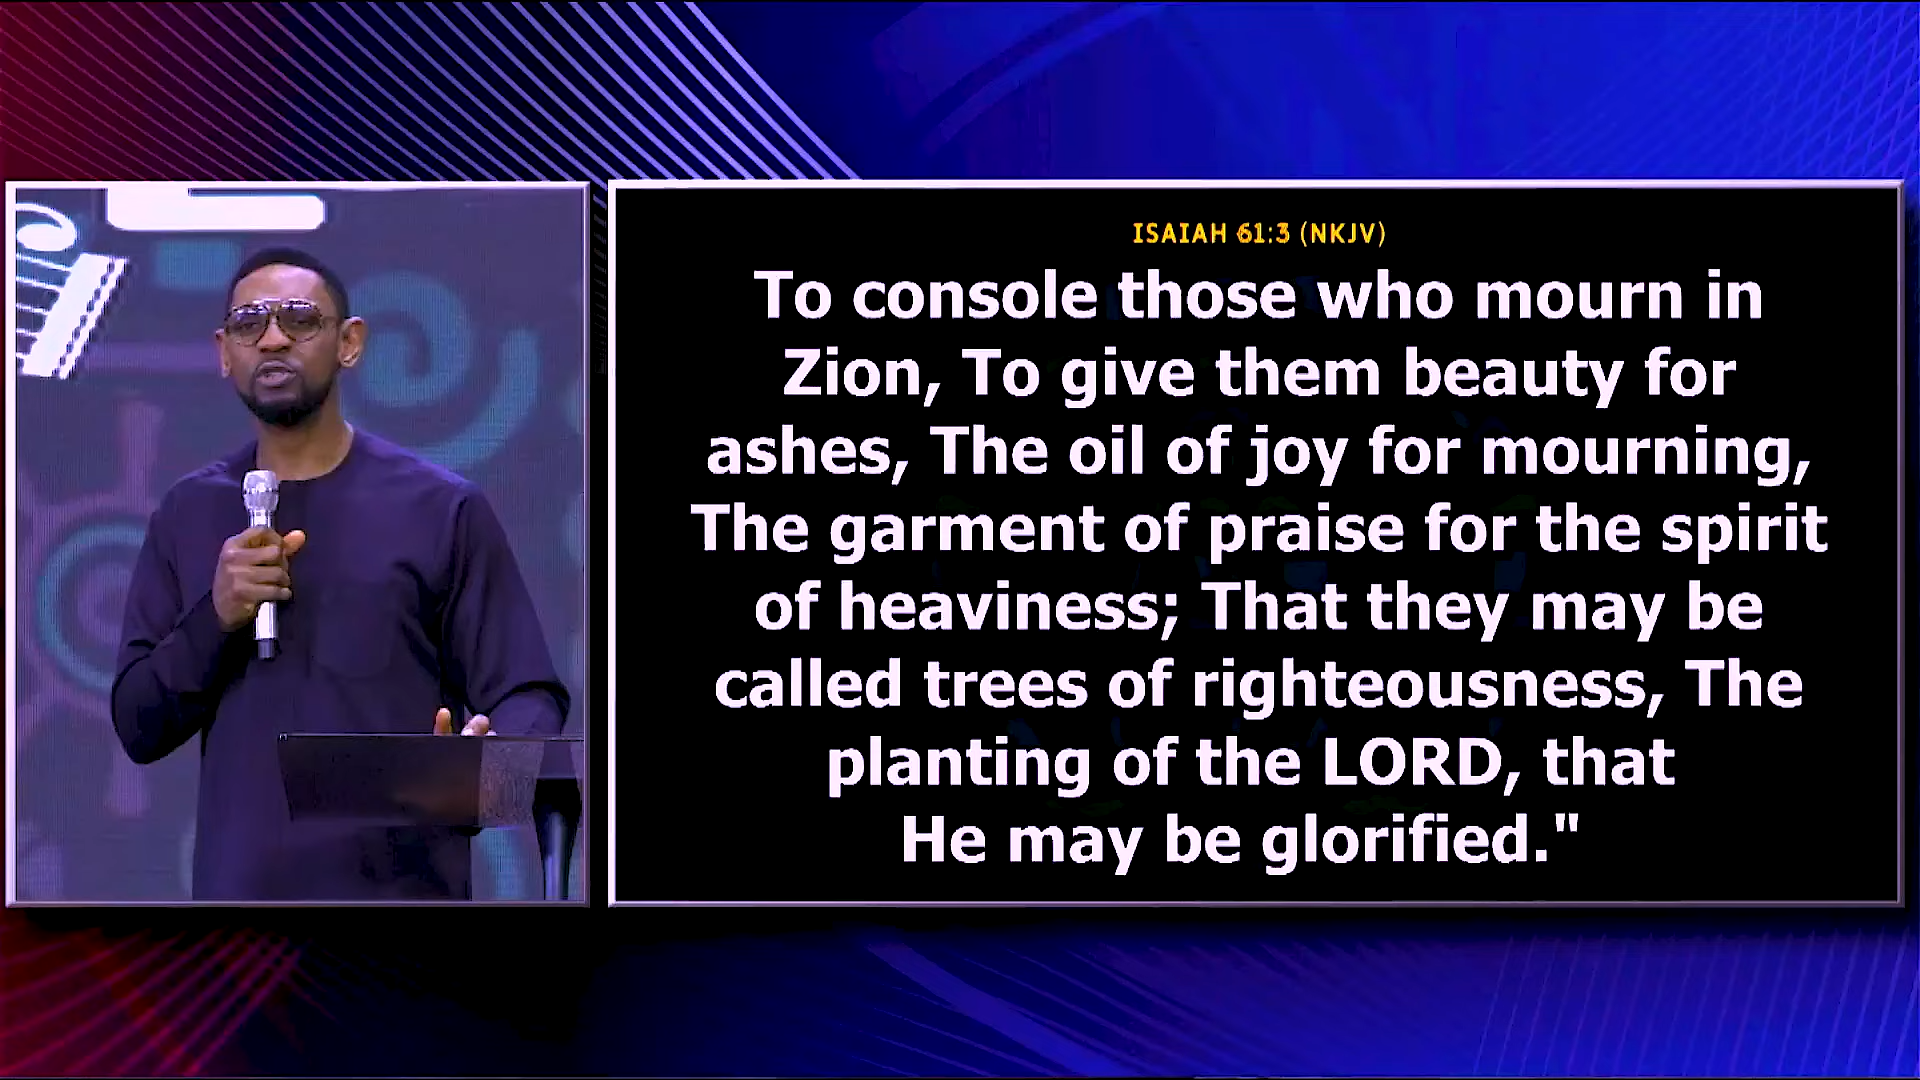 ISAIAH 61:3 (NKJV)
To console those who mourn in
Zion, To give them beauty for
ashes, The oil of joy for mourning,
The garment of praise for the spirit
of heaviness; That they may be
called trees of righteousness, The
planting of the LORD, that
He may be glorified."